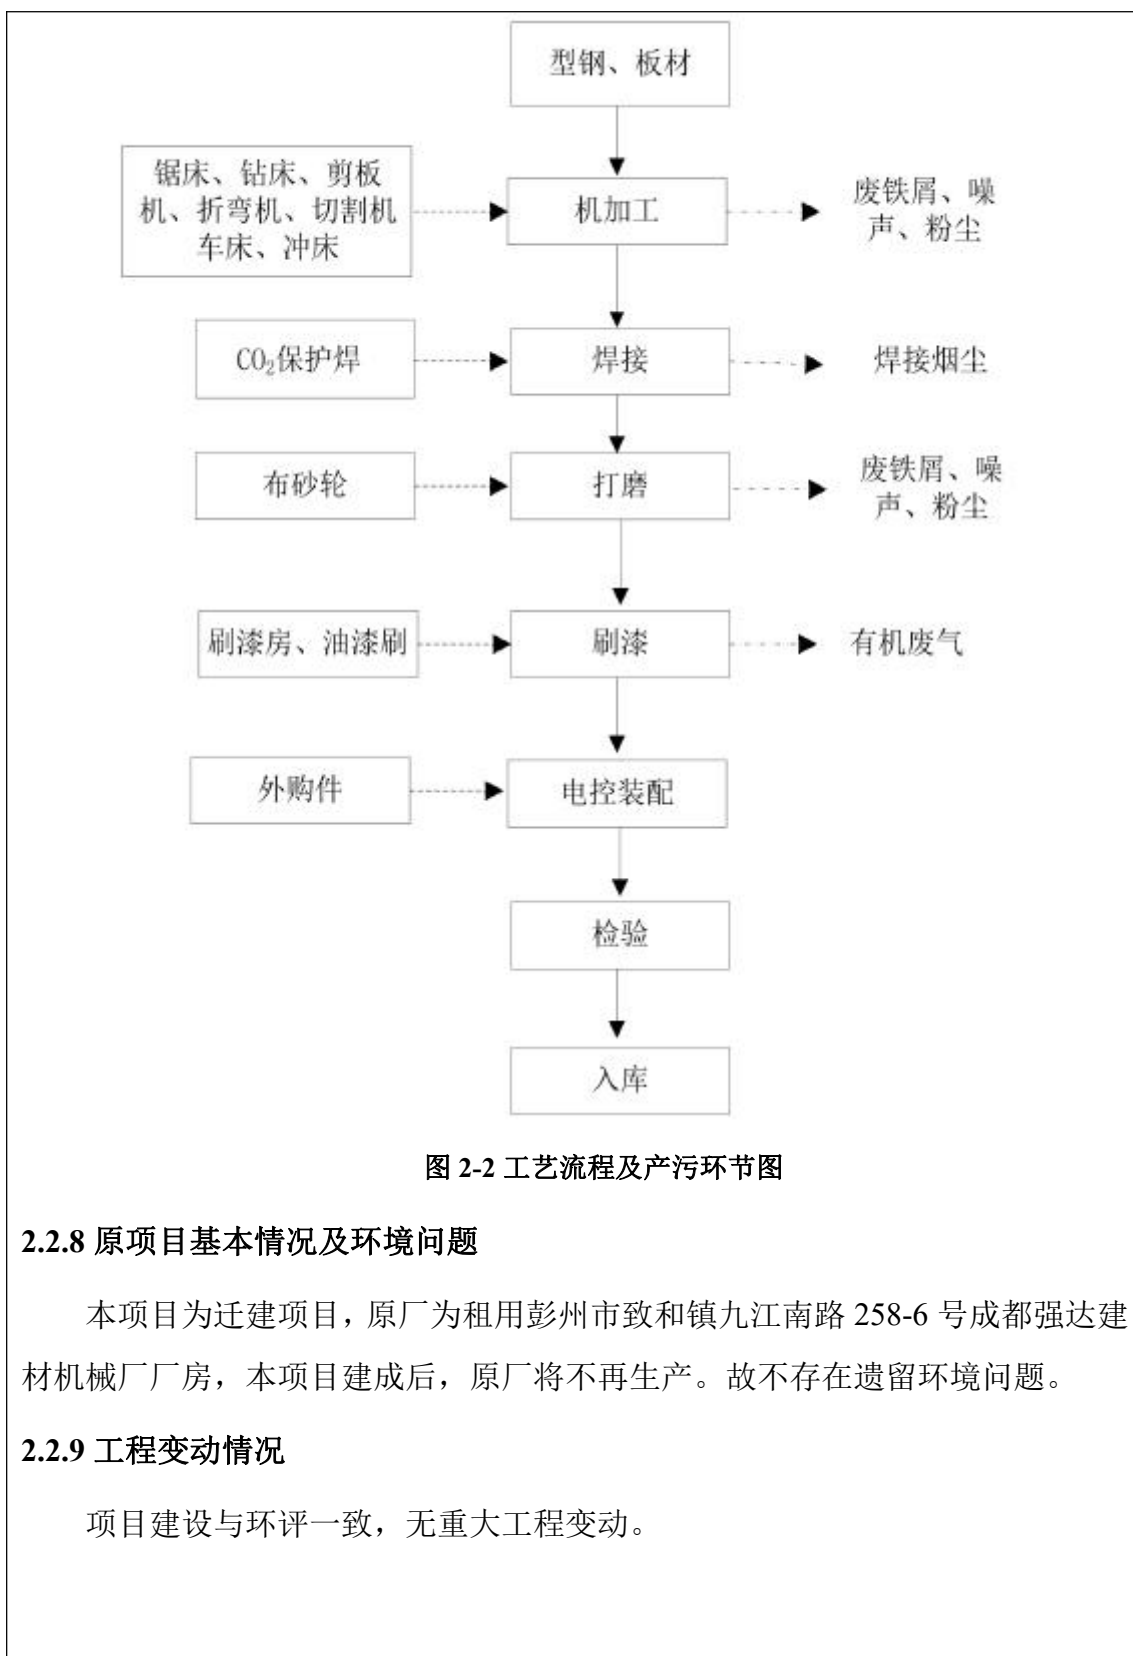 型钢、板材
锯床、钻床、剪板
机、折弯机、切割机
车床、冲床
机加工
废铁屑、噪
声、粉尘
CO₂保护焊
焊接
焊接烟尘
布砂轮
打磨
废铁屑、噪
声、粉尘
刷漆房、油漆刷
刷漆
有机废气
外购件
电控装配
检验
入库
图 2-2 工艺流程及产污环节图
2.2.8 原项目基本情况及环境问题
本项目为迁建项目，原厂为租用彭州市致和镇九江南路 258-6 号成都强达建
材机械厂厂房，本项目建成后，原厂将不再生产。故不存在遗留环境问题。
2.2.9 工程变动情况
项目建设与环评一致，无重大工程变动。